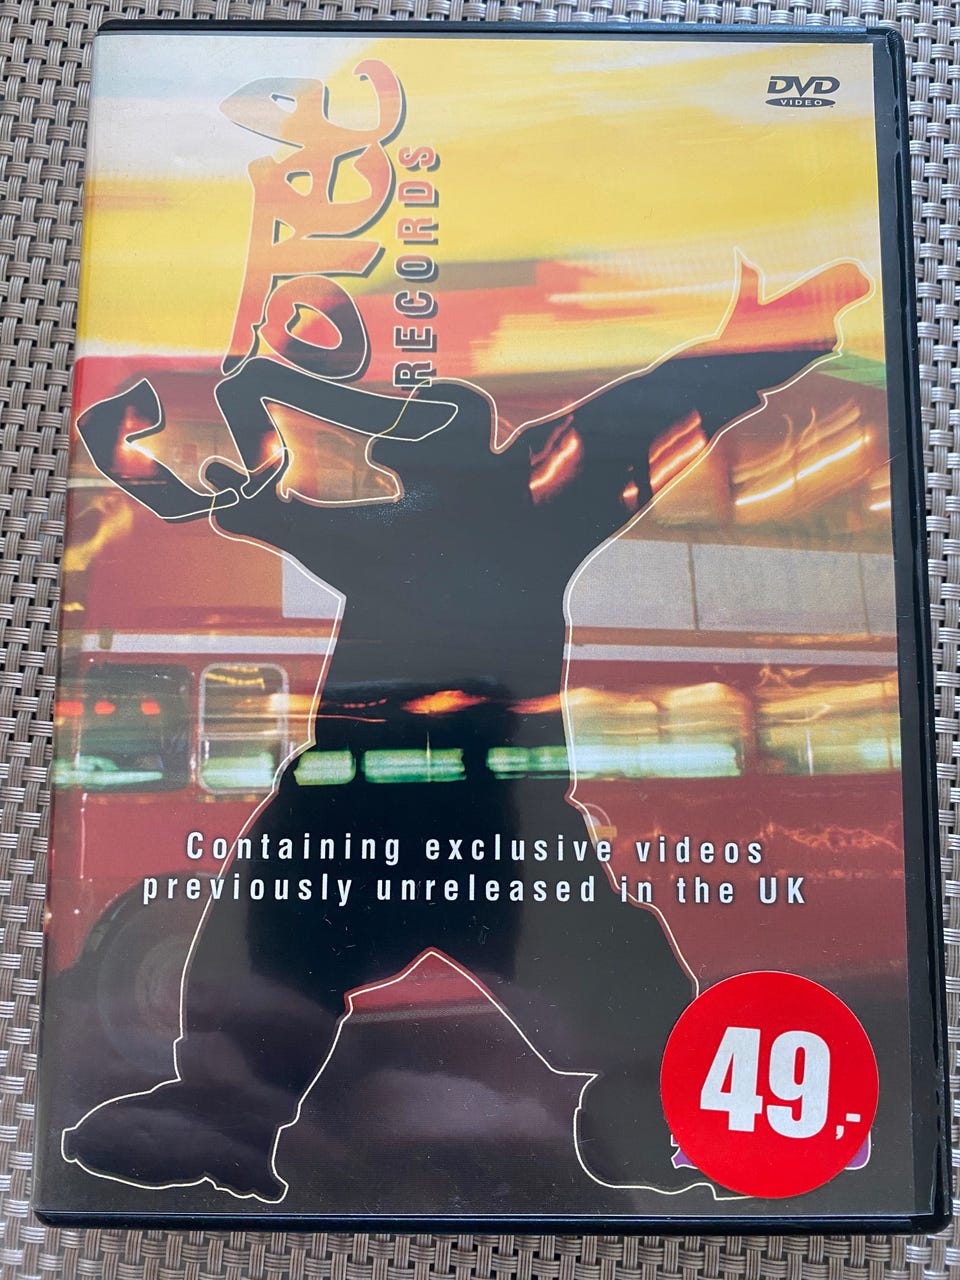 DVD
VIDEO
RECORDS
Containing exclusive videos
previously unreleased in the UK
49,-